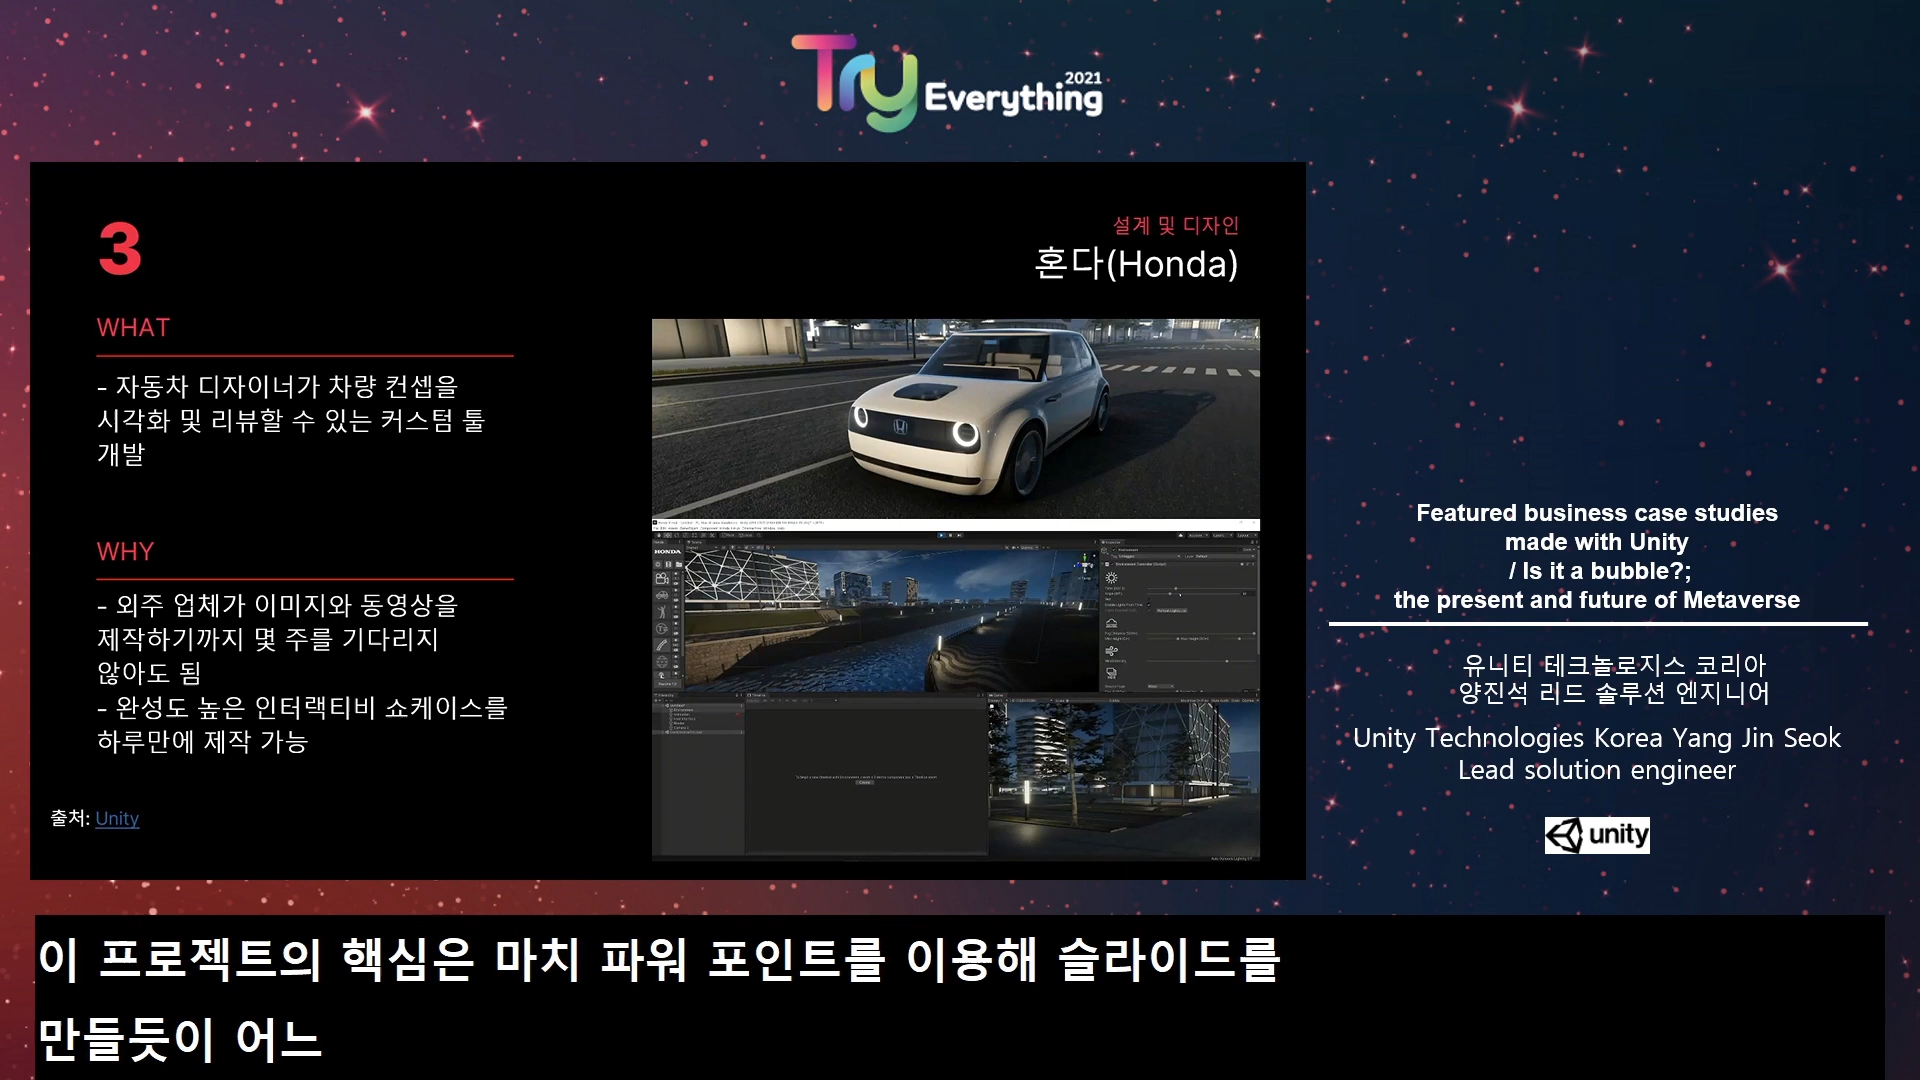 Try
Everything
2021
3
설계 및 디자인
혼다(Honda)
WHAT
- 자동차 디자이너가 차량 컨셉을
시각화 및 리뷰할 수 있는 커스텀 툴
개발
WHY
- 외주 업체가 이미지와 동영상을
제작하기까지 몇 주를 기다리지
않아도 됨
- 완성도 높은 인터랙티비 쇼케이스를
하루만에 제작 가능
출처: Unity
HONDA
Featured business case studies
made with Unity
/ Is it a bubble?;
the present and future of Metaverse
유니티 테크놀로지스 코리아
양진석 리드 솔루션 엔지니어
Unity Technologies Korea Yang Jin Seok
Lead solution engineer
unity
이 프로젝트의 핵심은 마치 파워 포인트를 이용해 슬라이드를
만들듯이 어느